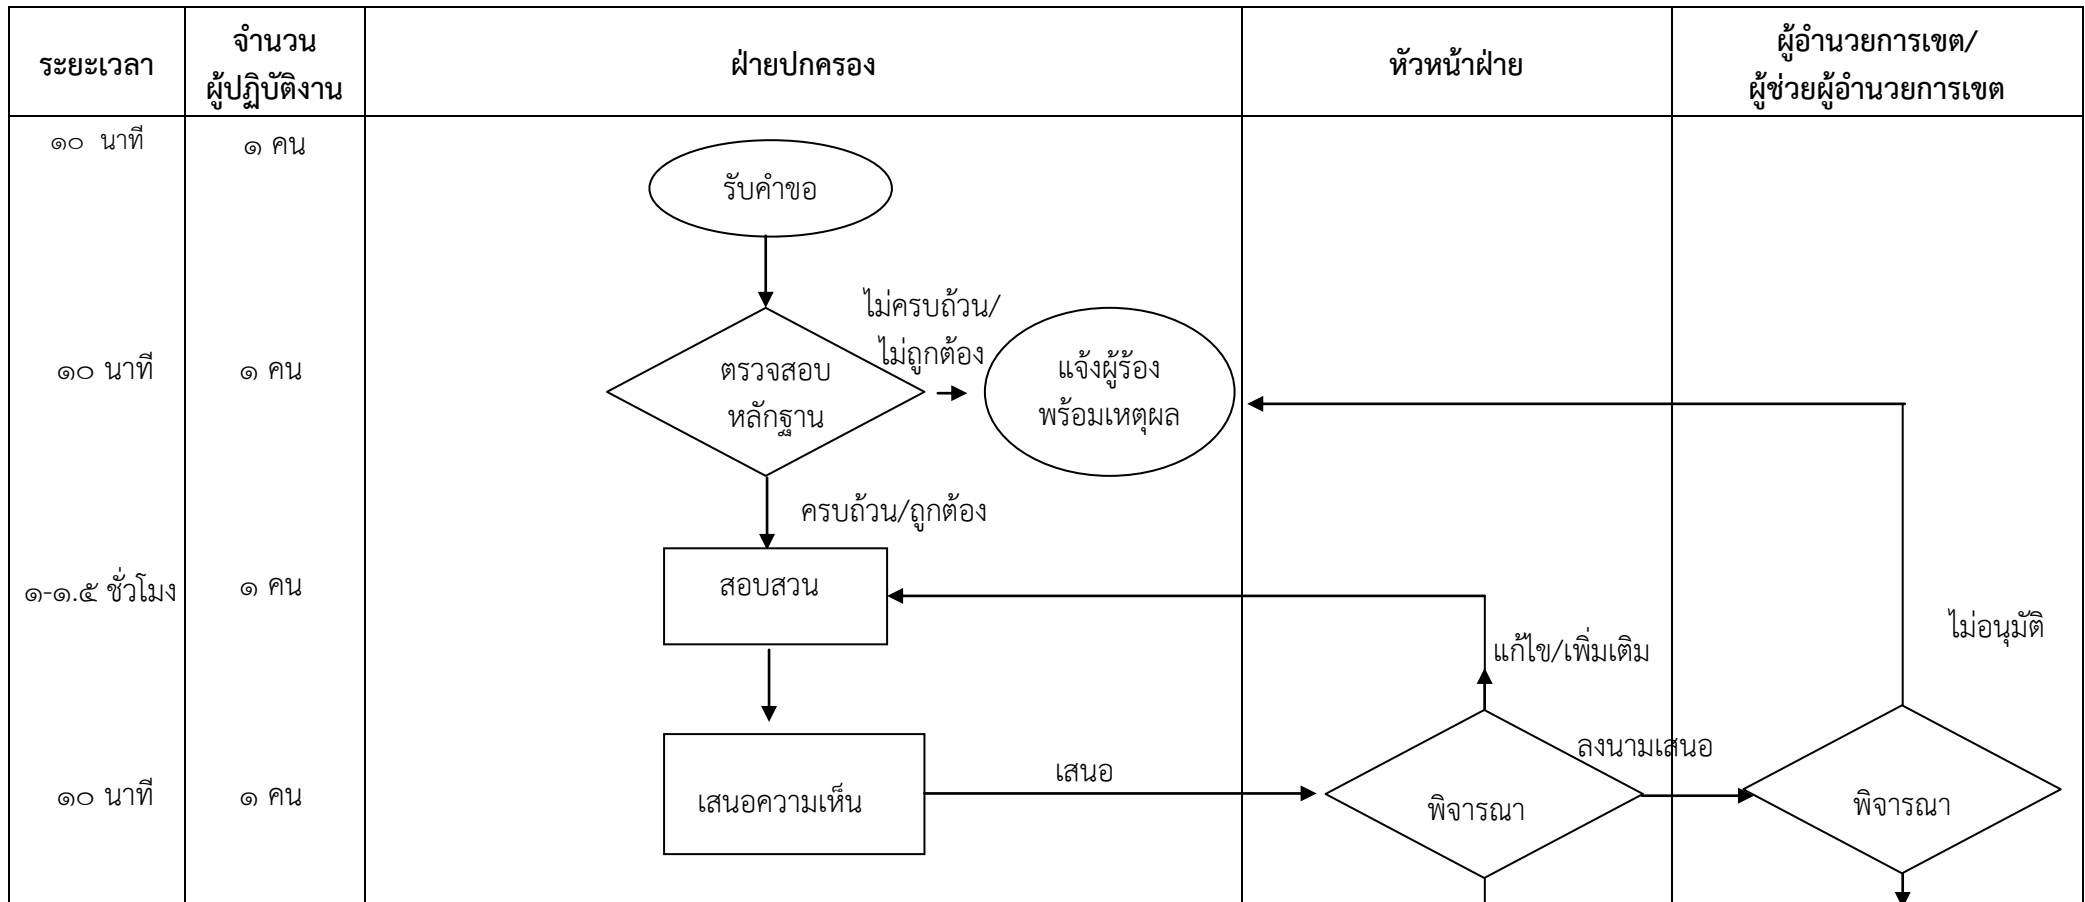 ระยะเวลา
จำนวน
ผู้ปฏิบัติงาน
ฝ่ายปกครอง
หัวหน้าฝ่าย
ผู้อำนวยการเขต/
ผู้ช่วยผู้อำนวยการเขต
๑๐ นาที
๑ คน
รับคำขอ
ไม่ครบถ้วน/
ไม่ถูกต้อง
๑๐ นาที
๑ คน
ตรวจสอบ
หลักฐาน
แจ้งผู้ร้อง
พร้อมเหตุผล
ครบถ้วน/ถูกต้อง
๑-๑.๕ ชั่วโมง
๑ คน
สอบสวน
ไม่อนุมัติ
แก้ไข/เพิ่มเติม
ลงนามเสนอ
๑๐ นาที
๑ คน
เสนอความเห็น
เสนอ
พิจารณา
พิจารณา